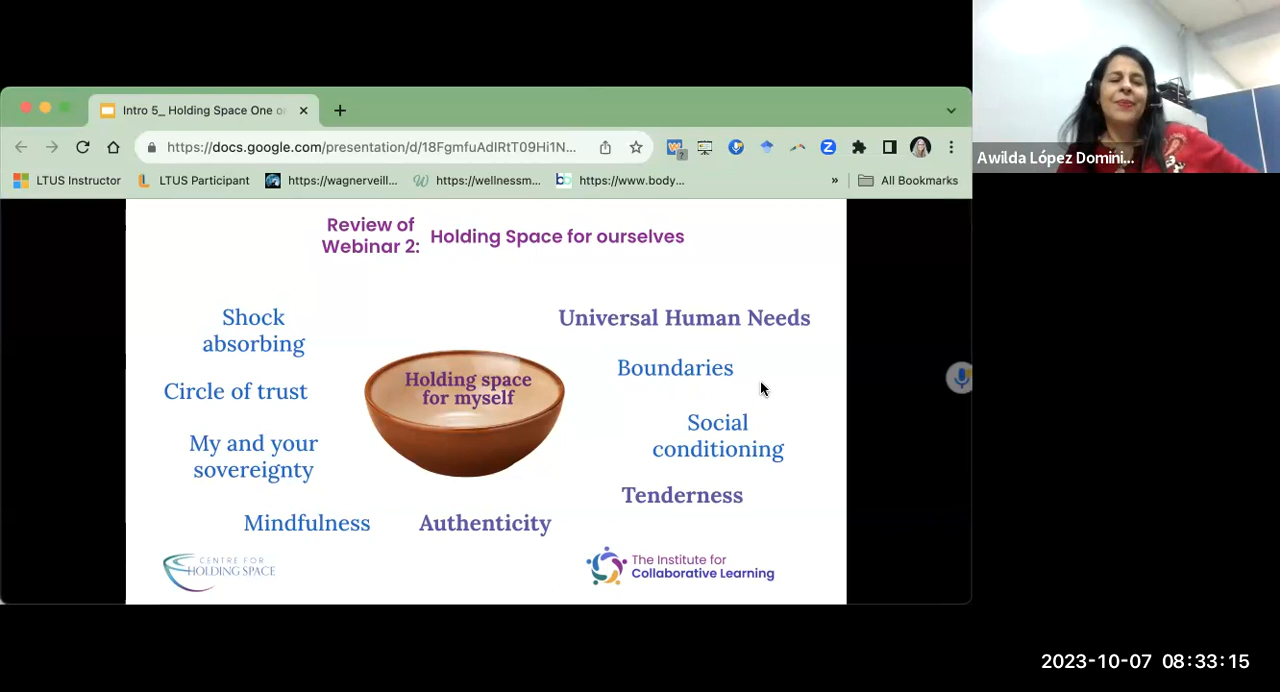 Intro 5_ Holding Space One o
https://docs.google.com/presentation/d/18FgmfuAdIRtT09Hi1N...
LTUS Instructor
LTUS Participant
https://wagnerveill...
https://wellnessm...
https://www.body...
»
All Bookmarks
Awilda López Domini...
Review of
Webinar 2:
Holding Space for ourselves
Shock
absorbing
Circle of trust
My and your
sovereignty
Mindfulness
Holding space
for myself
Authenticity
Universal Human Needs
Boundaries
Social
conditioning
Tenderness
CENTRE FOR
HOLDING SPACE
The Institute for
Collaborative Learning
2023-10-07 08:33:15